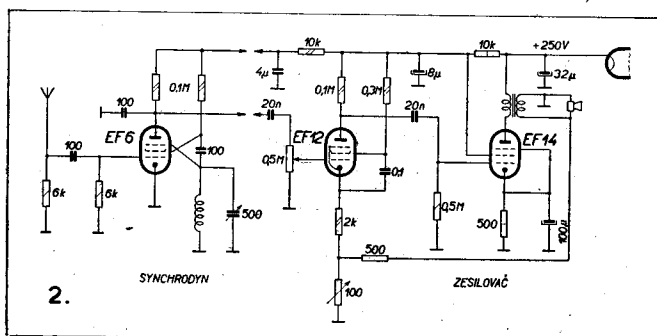 10k
10k
+250V
0,1M
4µ
0,1M
0,3M
8µ
32µ
100
20n
20n
EF6
EF12
EF14
100
100
0,5M
0,1
6k
6k
500
2k
0,5M
500
100µ
500
100
SYNCHRODYN
ZESILOVAČ
2.